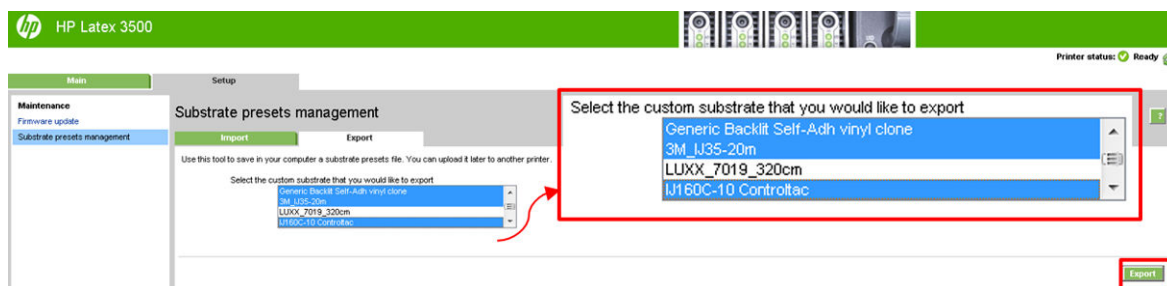 hp HP Latex 3500
Printer status: Ready
Main Setup
Maintenance
Firmware update
Substrate presets management
Substrate presets management
Import Export
Use this tool to save in your computer a substrate presets file. You can upload it later to another printer.
Select the custom substrate that you would like to export
Generic Backlit Self-Adh vinyl clone
3M_IJ35-20m
LUXX_7019_320cm
IJ160C-10 Controltac
Select the custom substrate that you would like to export
Generic Backlit Self-Adh vinyl clone
3M_IJ35-20m
LUXX_7019_320cm
IJ160C-10 Controltac
?
Export